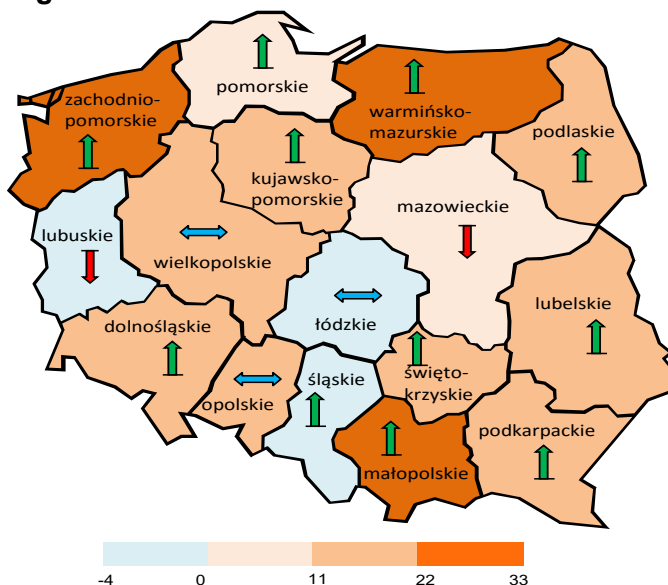 pomorskie
zachodnio-
pomorskie
warmińsko-
mazurskie
podlaskie
kujawsko-
pomorskie
mazowieckie
lubuskie
wielkopolskie
lubelskie
dolnośląskie
łódzkie
śląskie
święto-
krzyskie
opolskie
podkarpackie
małopolskie
-4 0 11 22 33